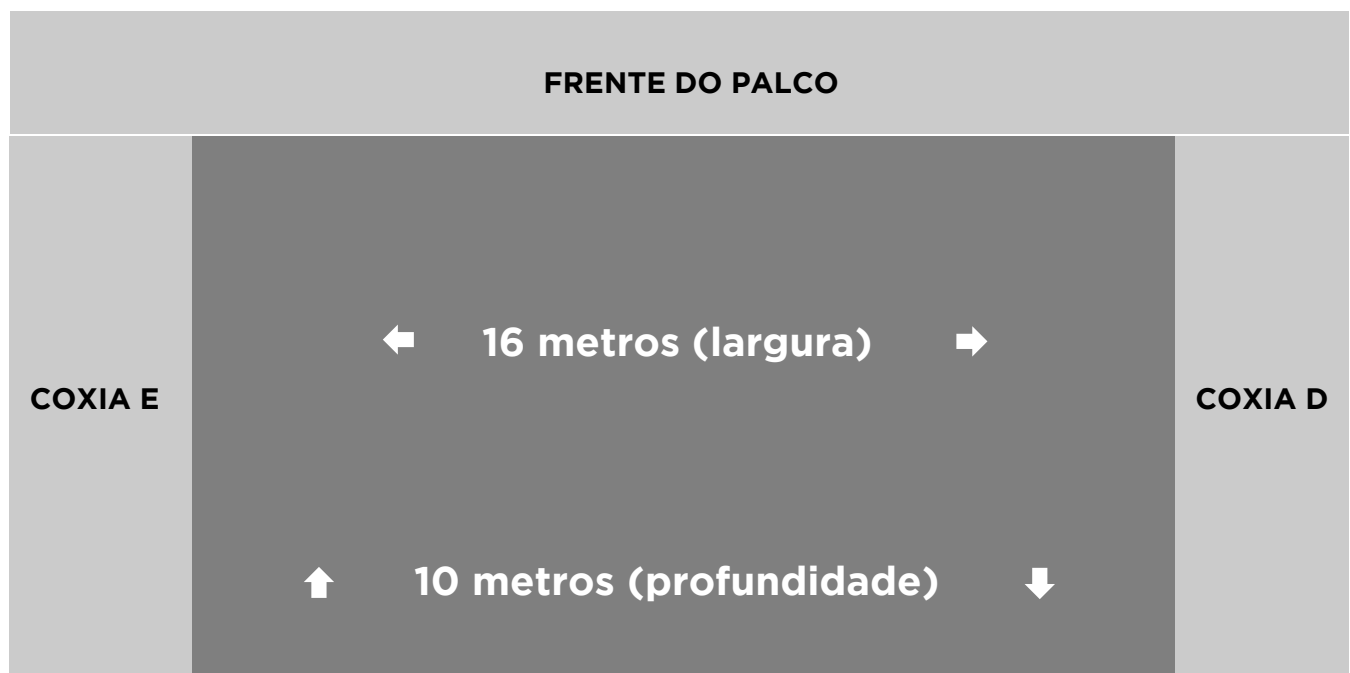 FRENTE DO PALCO
16 metros (largura)
COXIA E
COXIA D
10 metros (profundidade)